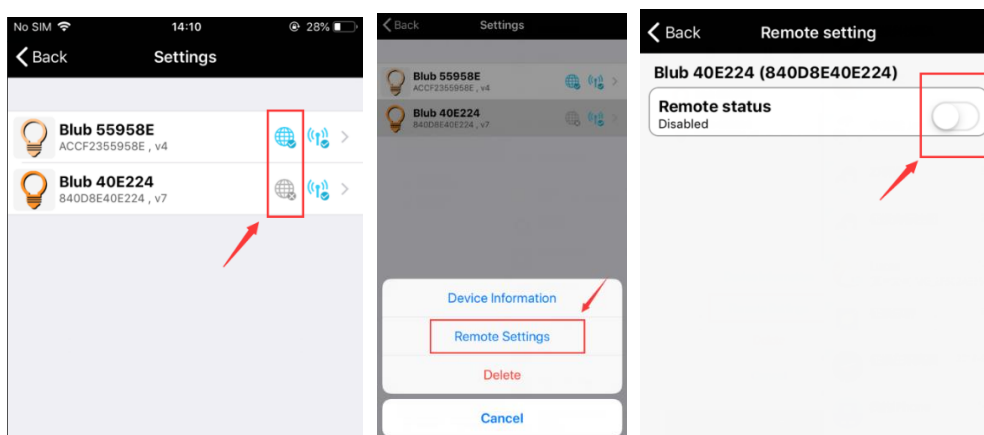 No SIM 14:10 28%
Back Settings
Blub 55958E
ACCF2355958E , v4
Blub 40E224
840D8E40E224 , v7
Back Settings
Blub 55958E
ACCF2355958E , v4
Blub 40E224
840D8E40E224 , v7
Device Information
Remote Settings
Delete
Cancel
Back Remote setting
Blub 40E224 (840D8E40E224)
Remote status
Disabled